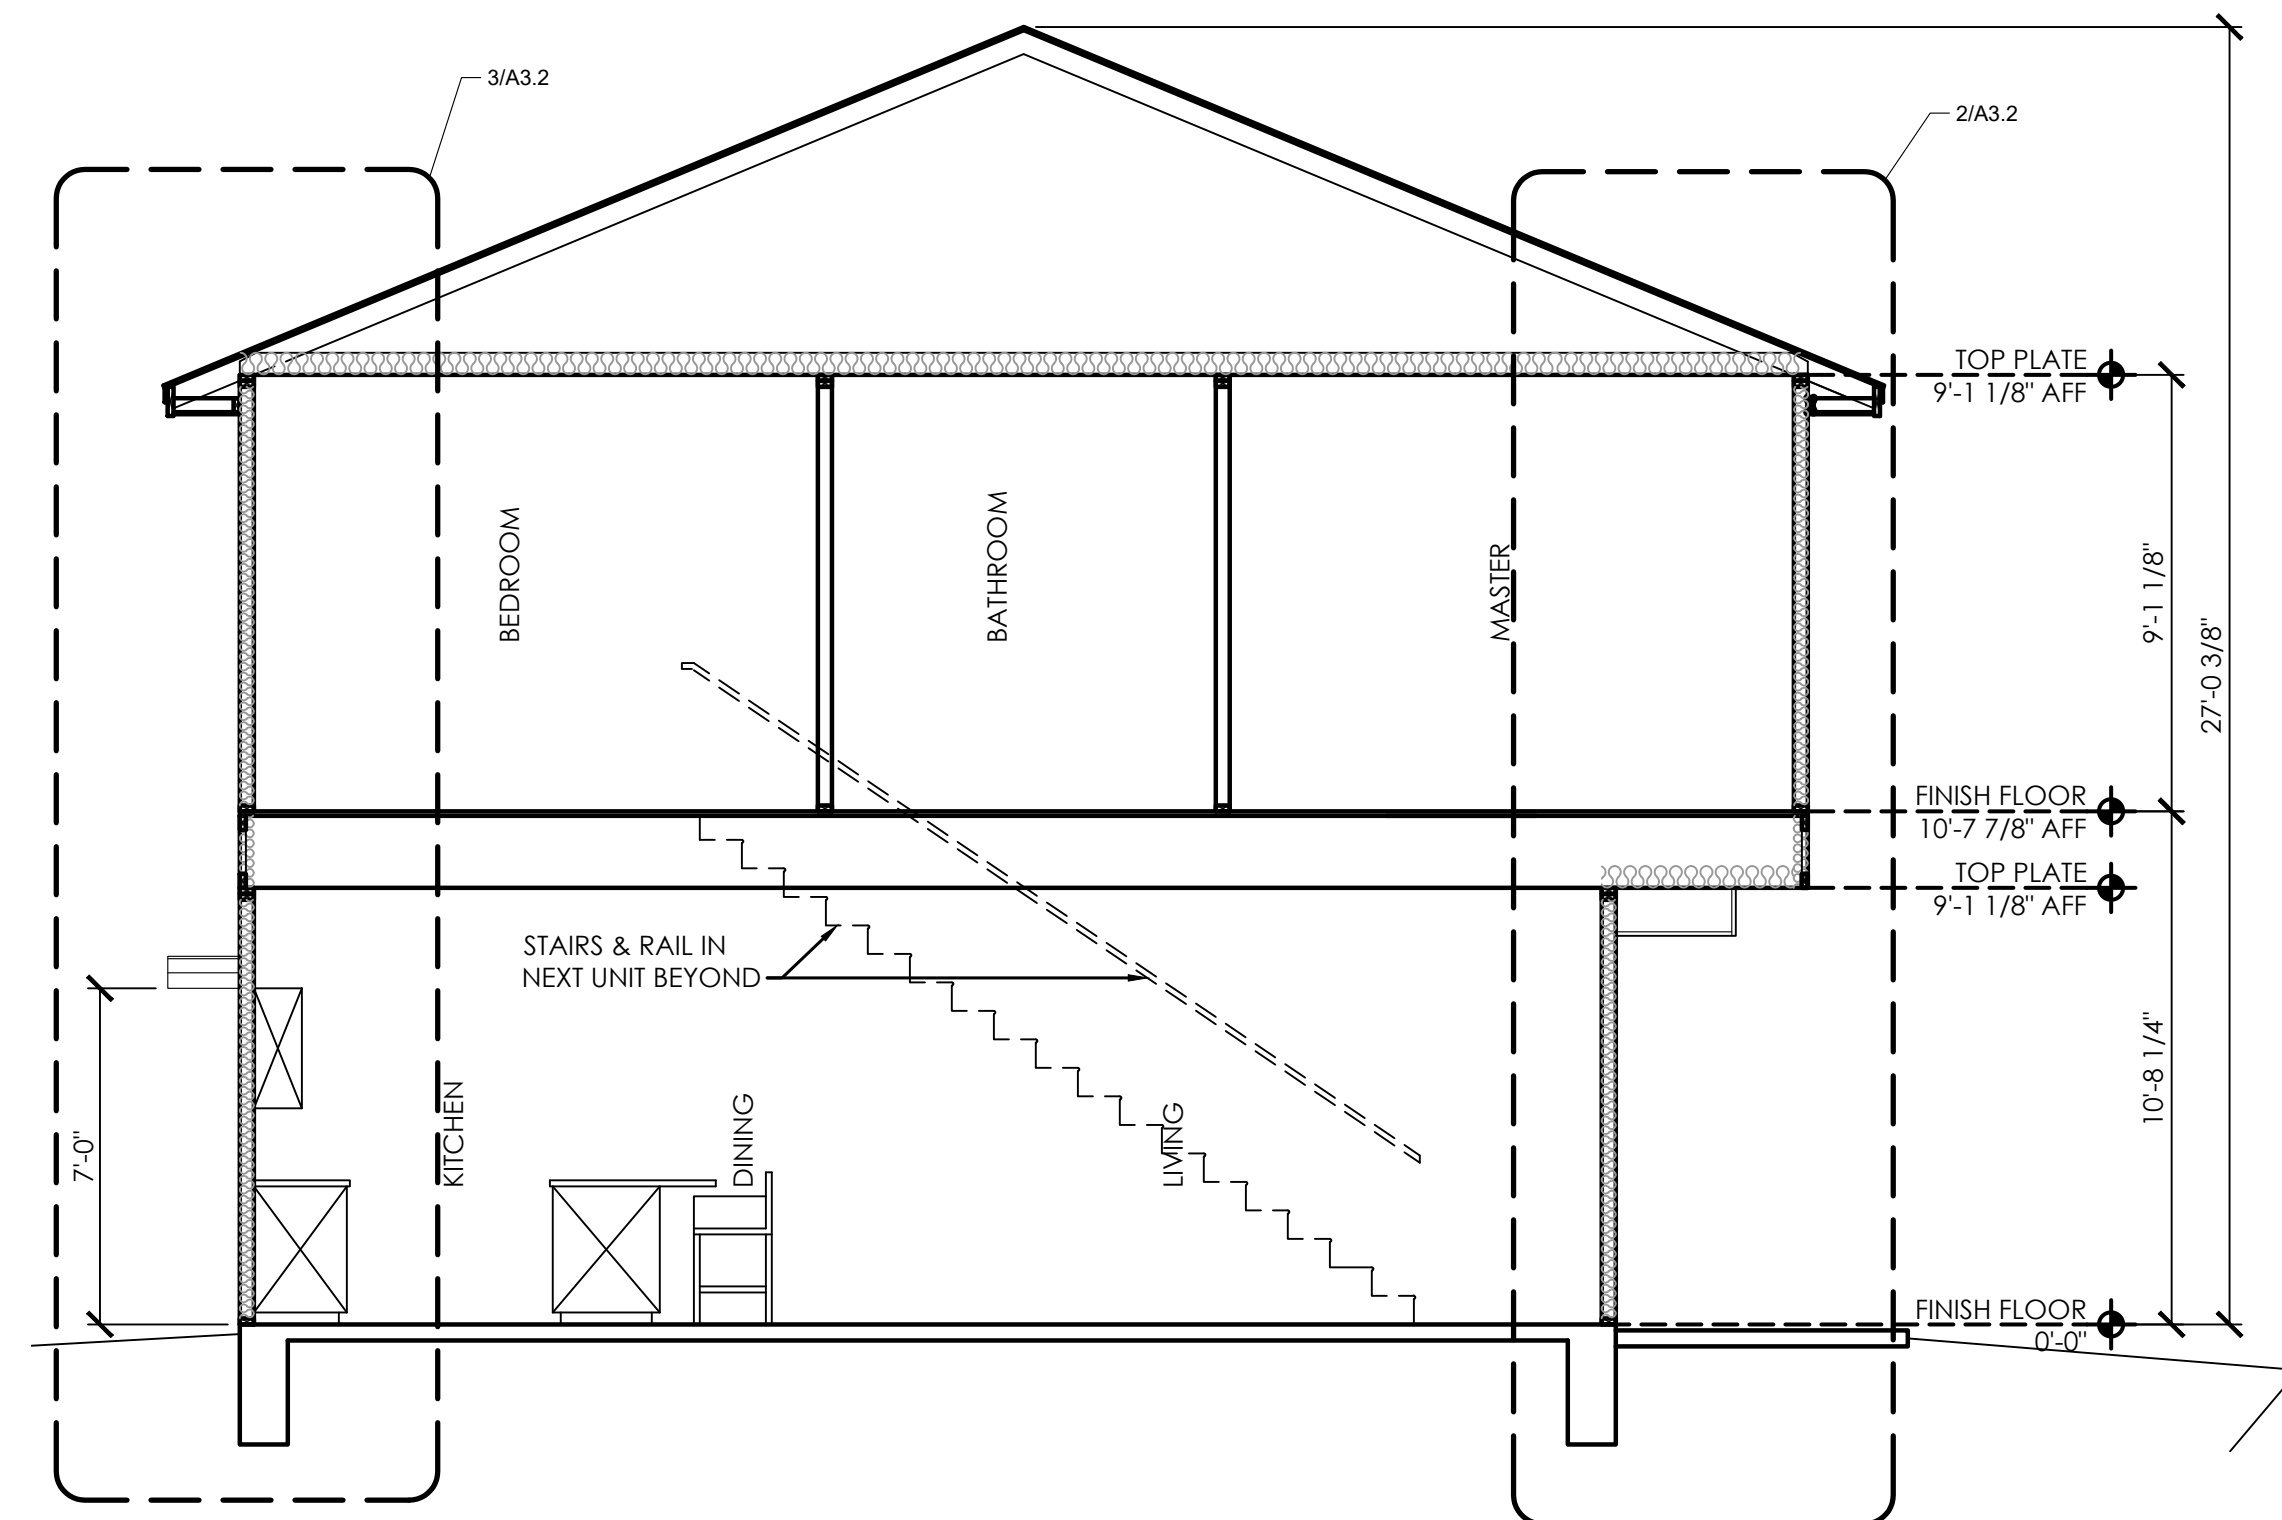 3/A3.2
2/A3.2
TOP PLATE
9'-1 1/8" AFF
BEDROOM
BATHROOM
MASTER
9'-1 1/8"
27'-0 3/8"
FINISH FLOOR
10'-7 7/8" AFF
TOP PLATE
9'-1 1/8" AFF
STAIRS & RAIL IN
NEXT UNIT BEYOND
7'-0"
KITCHEN
DINING
LIVING
10'-8 1/4"
FINISH FLOOR
0'-0"